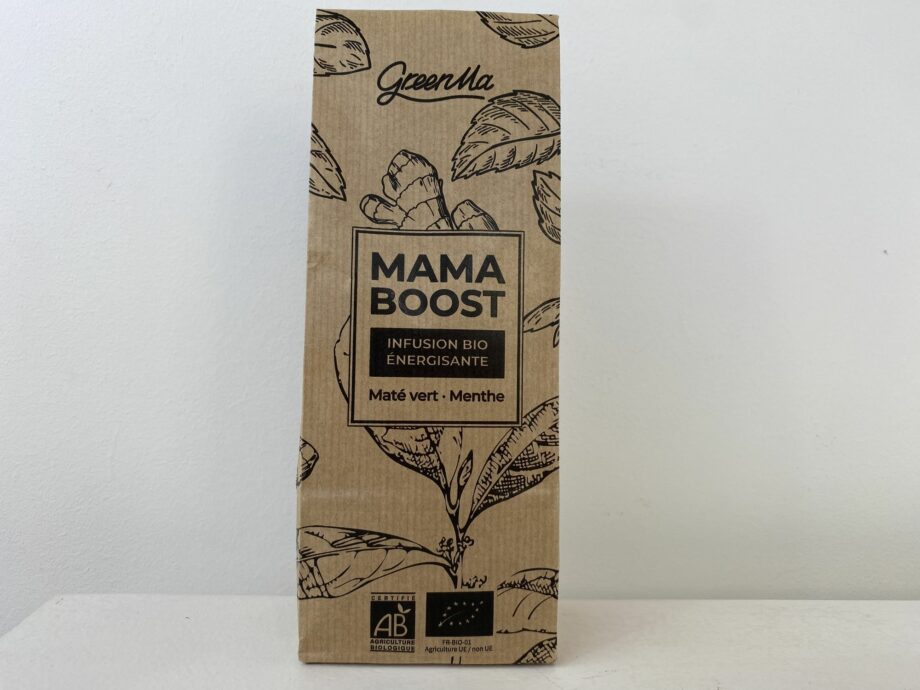 GreenMa
MAMA
BOOST
INFUSION BIO
ÉNERGISANTE
Maté vert · Menthe
CERTIFIÉ
AB
AGRICULTURE
BIOLOGIQUE
FR-BIO-01
Agriculture UE / non UE